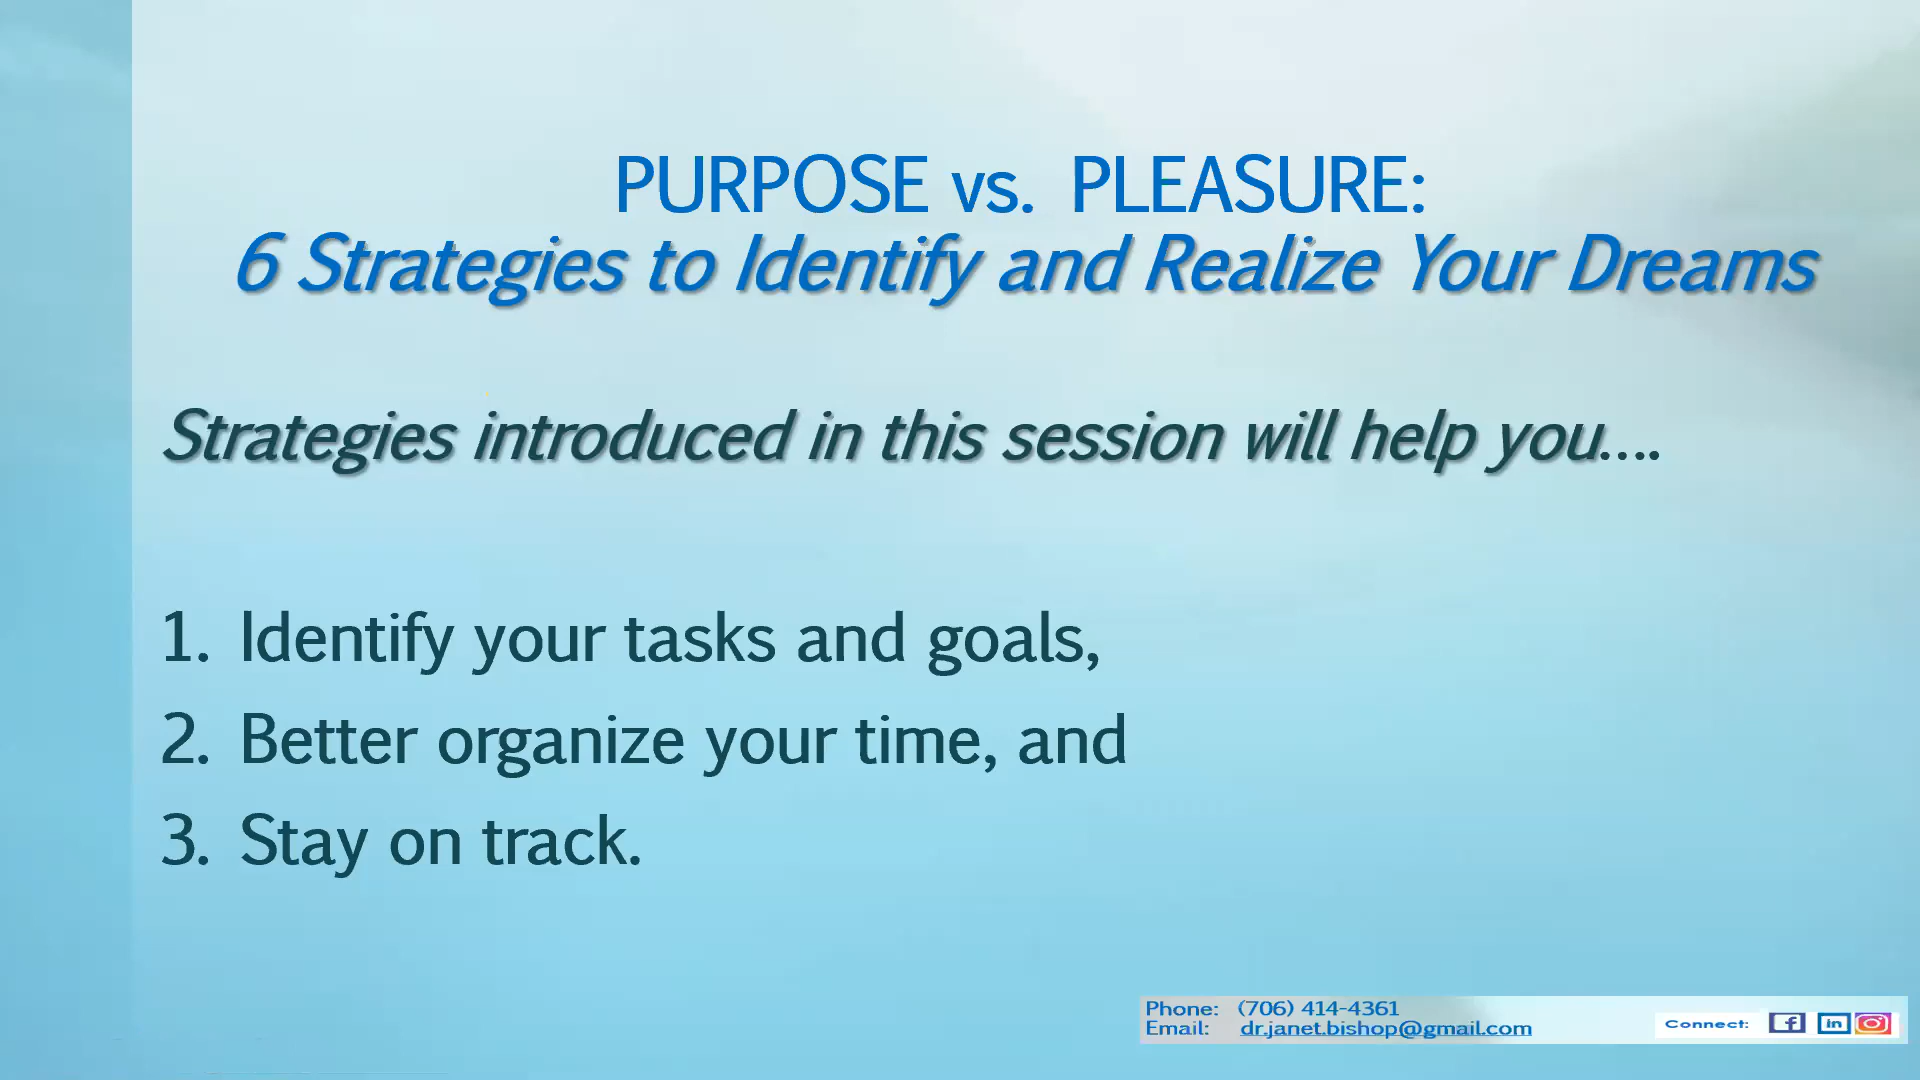 PURPOSE vs. PLEASURE:
6 Strategies to Identify and Realize Your Dreams
Strategies introduced in this session will help you....
1. Identify your tasks and goals,
2. Better organize your time, and
3. Stay on track.
Phone: (706) 414-4361
Email: dr.janet.bishop@gmail.com
Connect: f in